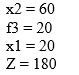 x2 = 60
f3 = 20
x1 = 20
Z = 180